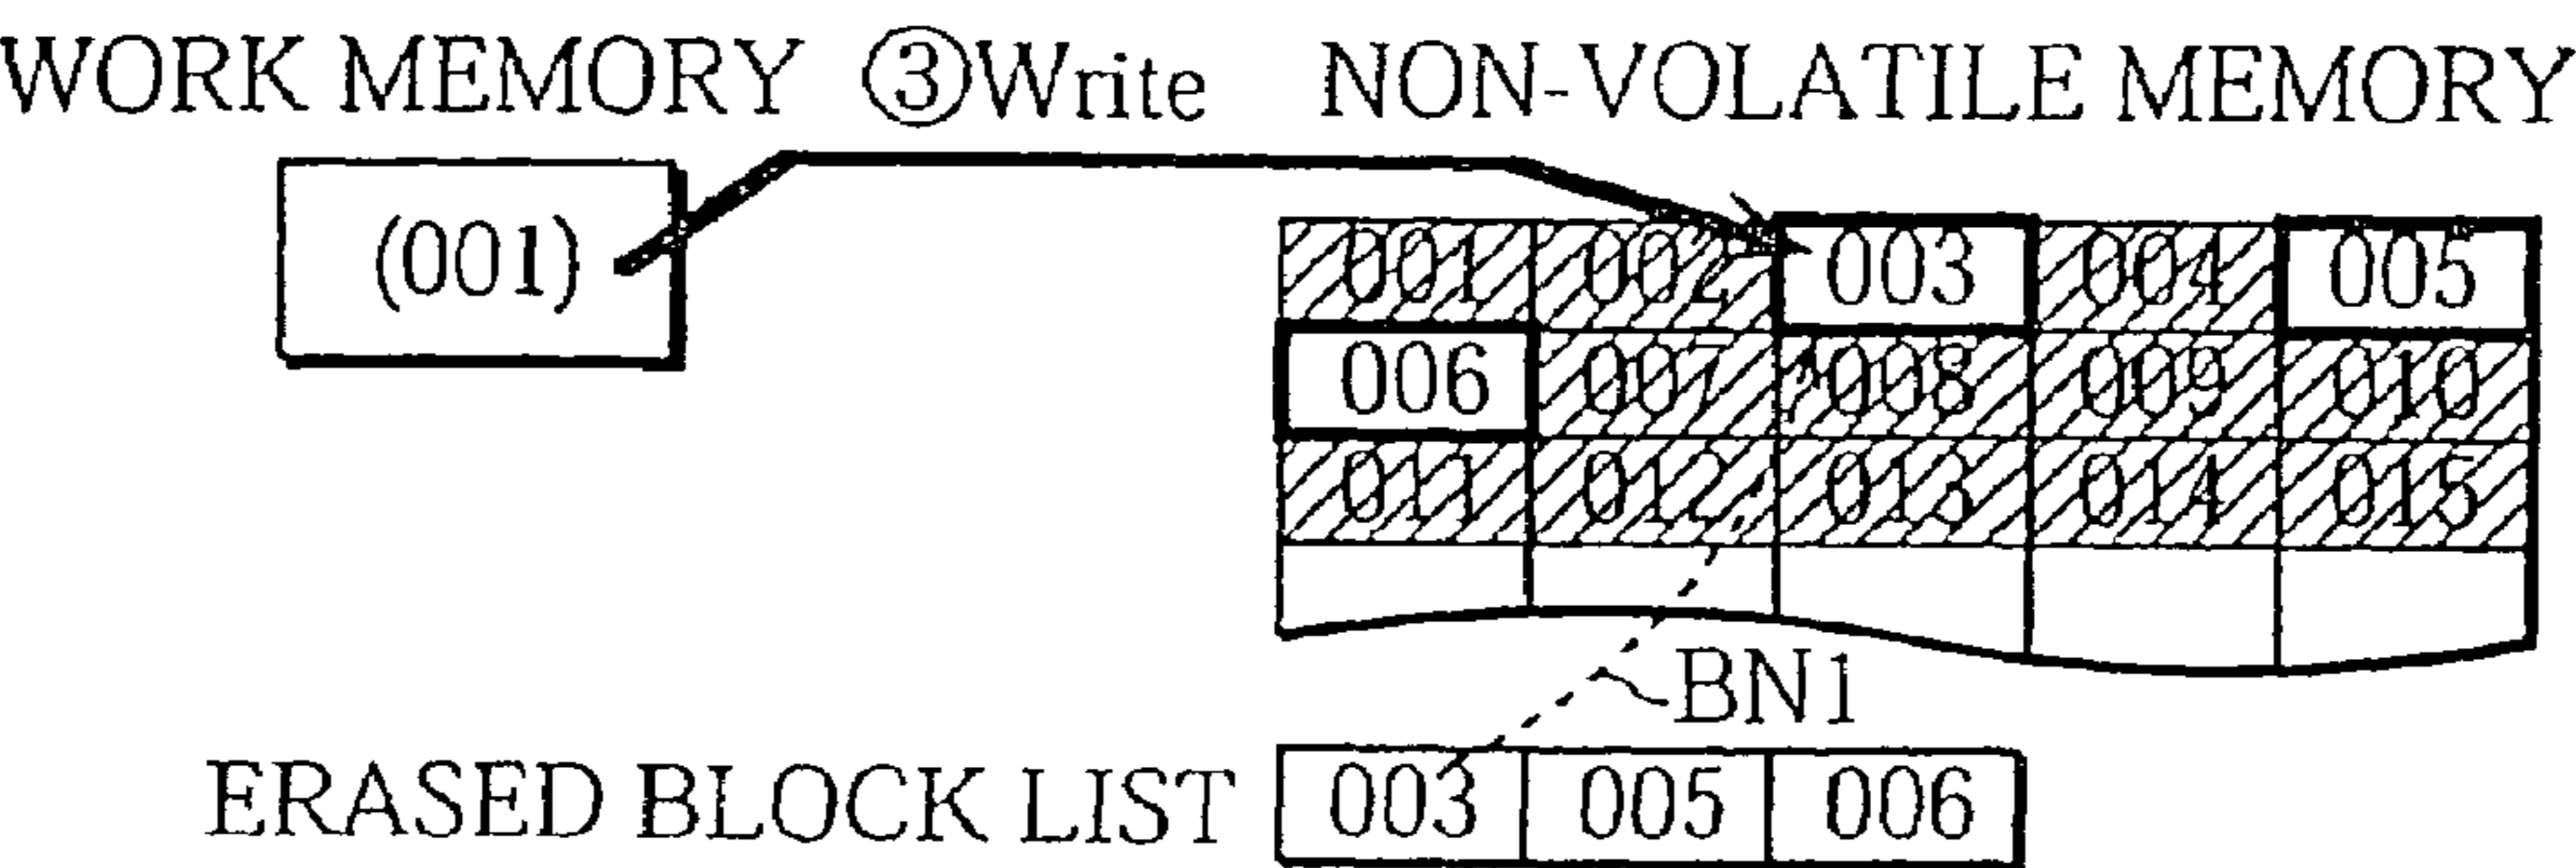 WORK MEMORY ③Write NON-VOLATILE MEMORY
(001)
001 002 003 004 005
006 007 008 009 010
011 012 013 014 015
BN1
ERASED BLOCK LIST 003 005 006